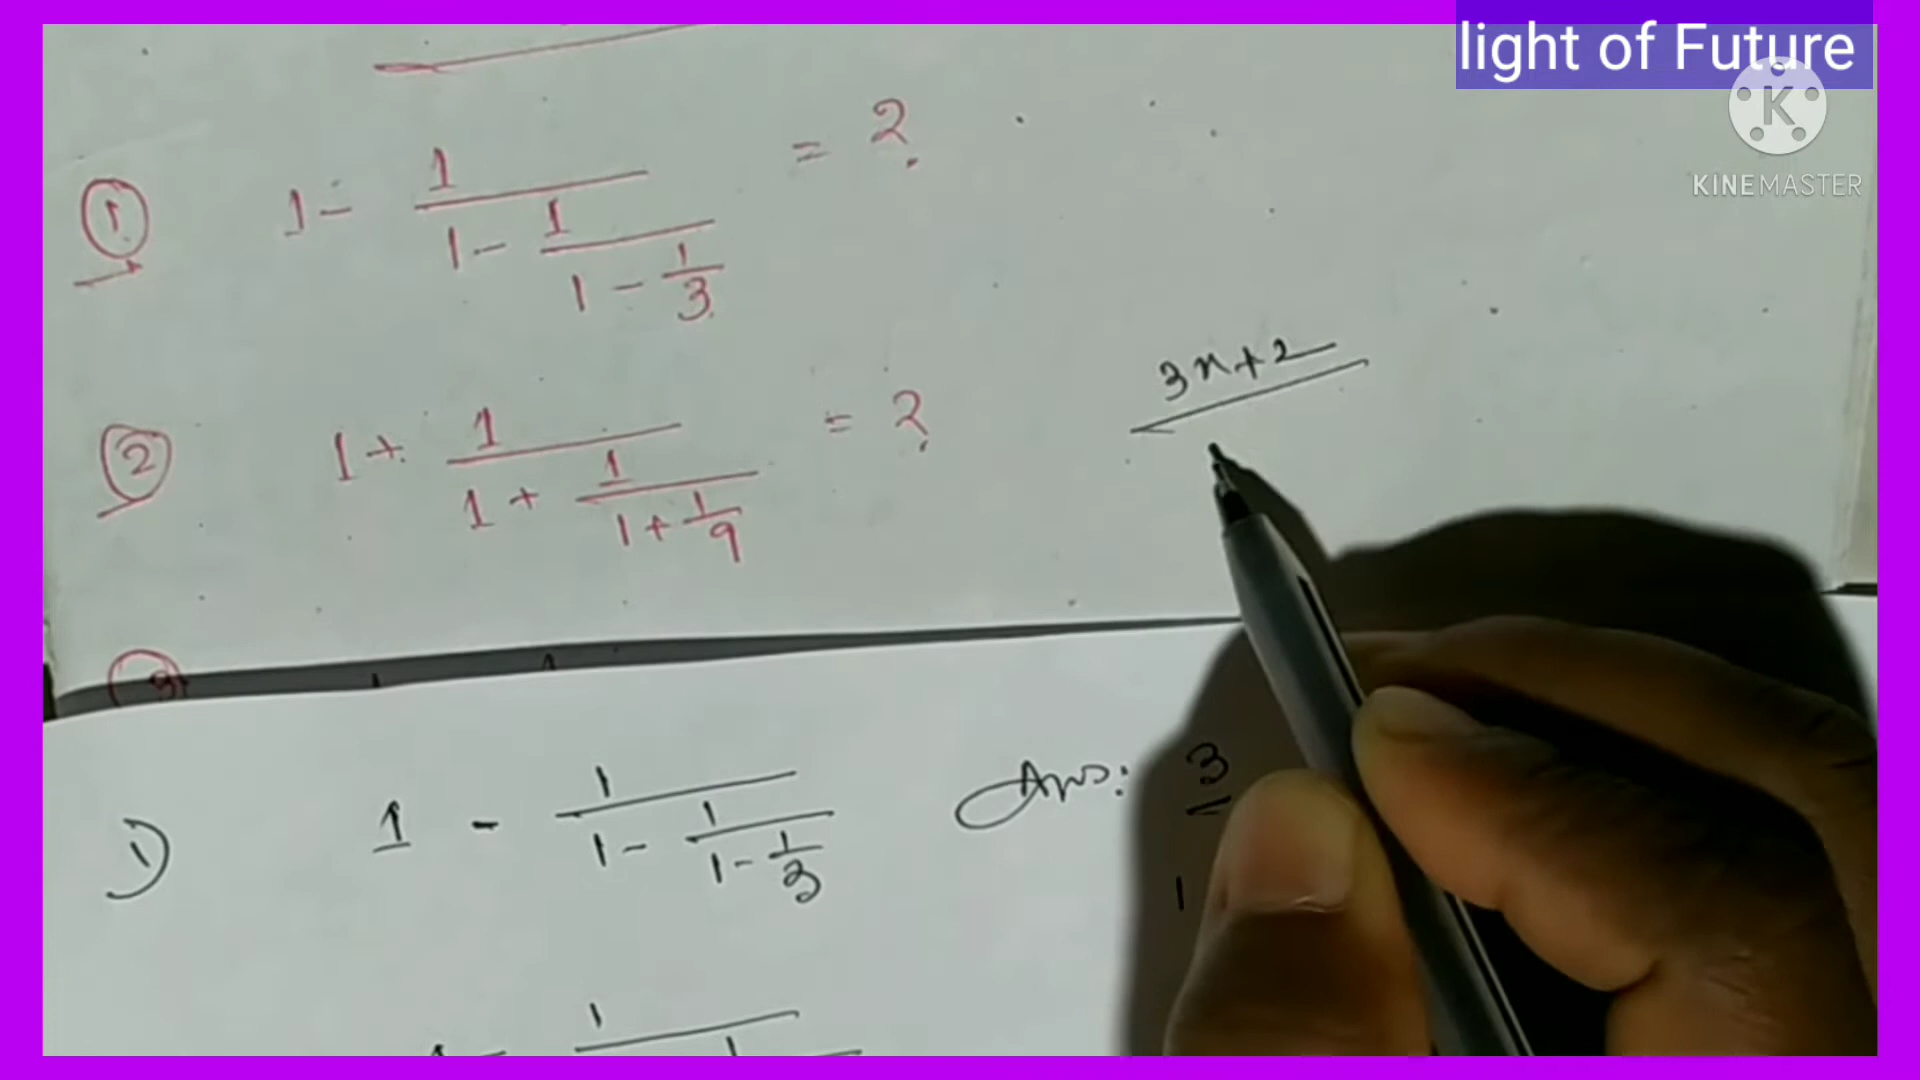 light of Future
KINEMASTER
① 1 - 1/(1 - 1/(1 - 1/3)) = ?
② 1 + 1/(1 + 1/(1 + 1/9)) = ?
3x+2
1) 1 - 1/(1 - 1/(1 - 1/3)) Ans: 3
1